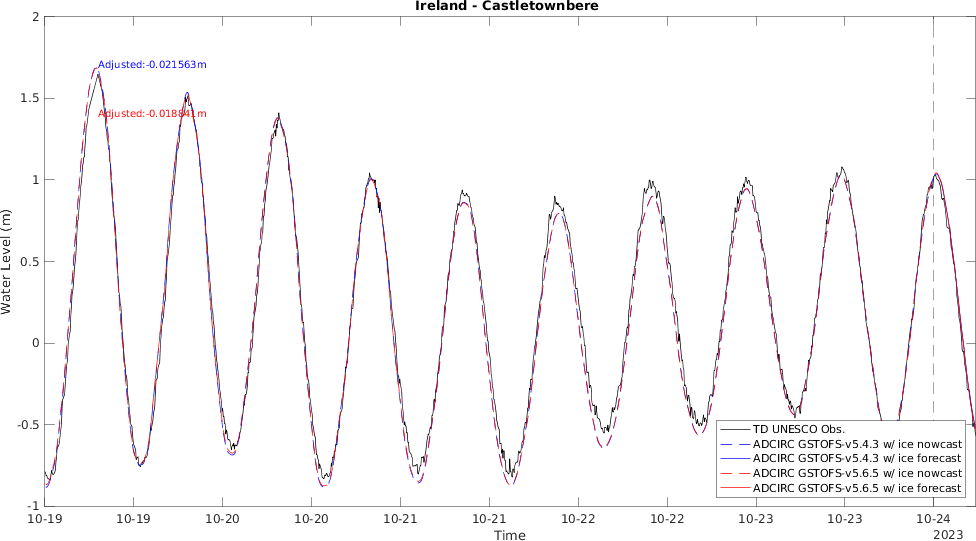 Ireland - Castletownbere
2
1.5
1
0.5
0
-0.5
-1
Water Level (m)
Adjusted:-0.021563m
Adjusted:-0.018841m
TD UNESCO Obs.
ADCIRC GSTOFS-v5.4.3 w/ ice nowcast
ADCIRC GSTOFS-v5.4.3 w/ ice forecast
ADCIRC GSTOFS-v5.6.5 w/ ice nowcast
ADCIRC GSTOFS-v5.6.5 w/ ice forecast
10-19 10-19 10-20 10-20 10-21 10-21 10-22 10-22 10-23 10-23 10-24
2023
Time